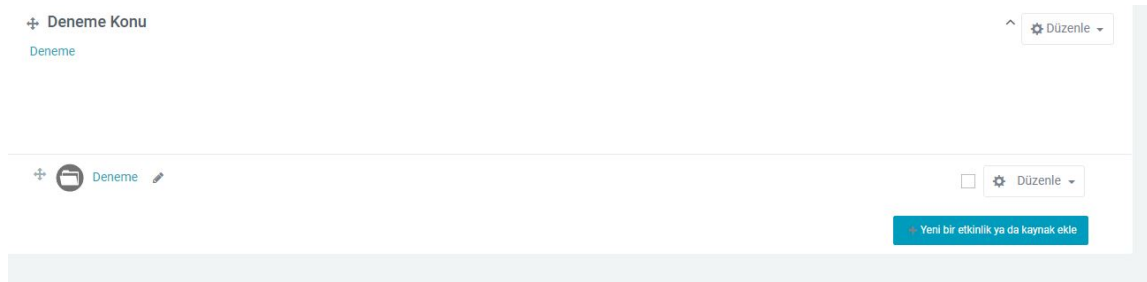 Deneme Konu
Düzenle
Deneme
Deneme
Düzenle
+ Yeni bir etkinlik ya da kaynak ekle